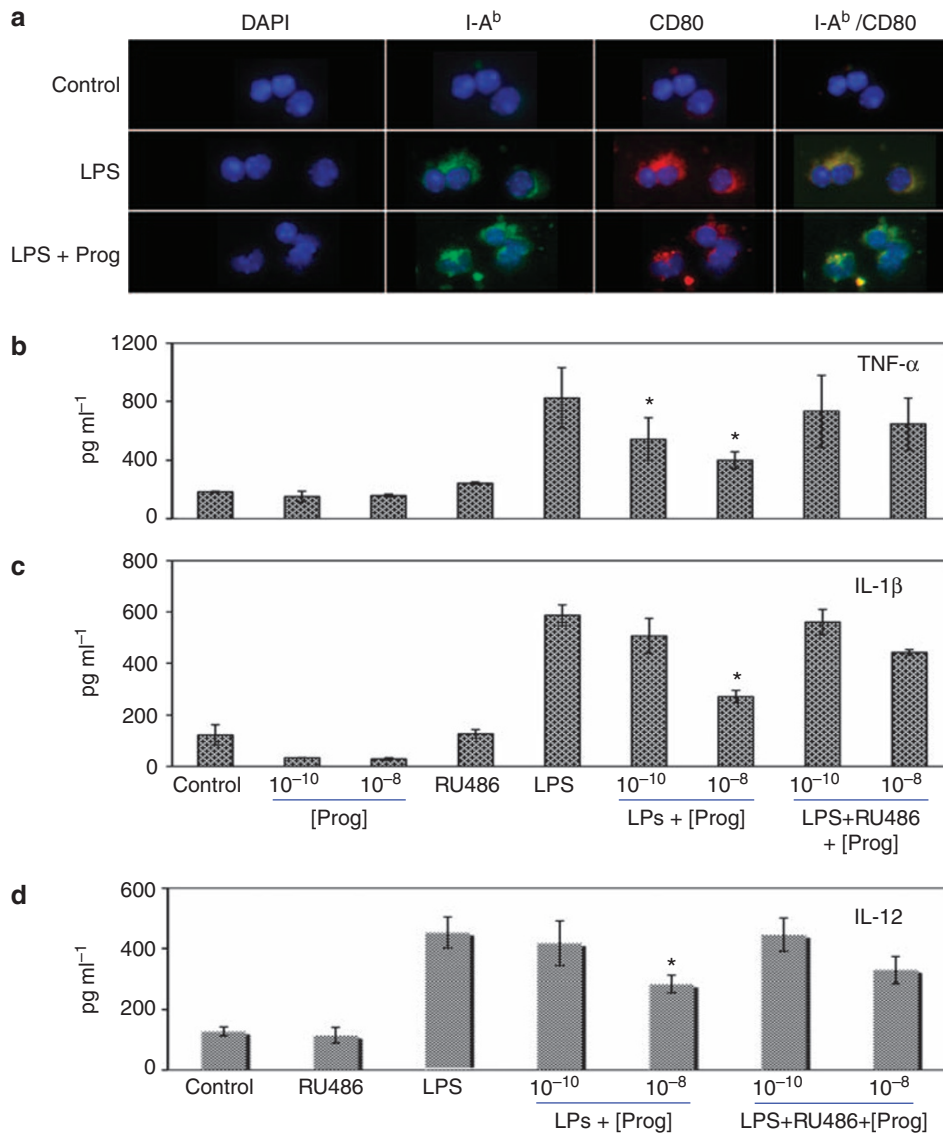 a
DAPI I-Aᵇ CD80 I-Aᵇ /CD80
Control
LPS
LPS + Prog
b
TNF-α
pg ml⁻¹
1200
800
400
0
* *
c
IL-1β
pg ml⁻¹
800
600
400
200
0
*
Control 10⁻¹⁰ 10⁻⁸ RU486 LPS 10⁻¹⁰ 10⁻⁸ 10⁻¹⁰ 10⁻⁸
[Prog] LPs + [Prog] LPS+RU486
+ [Prog]
d
IL-12
pg ml⁻¹
600
400
200
0
*
Control RU486 LPS 10⁻¹⁰ 10⁻⁸ 10⁻¹⁰ 10⁻⁸
LPs + [Prog] LPS+RU486+[Prog]